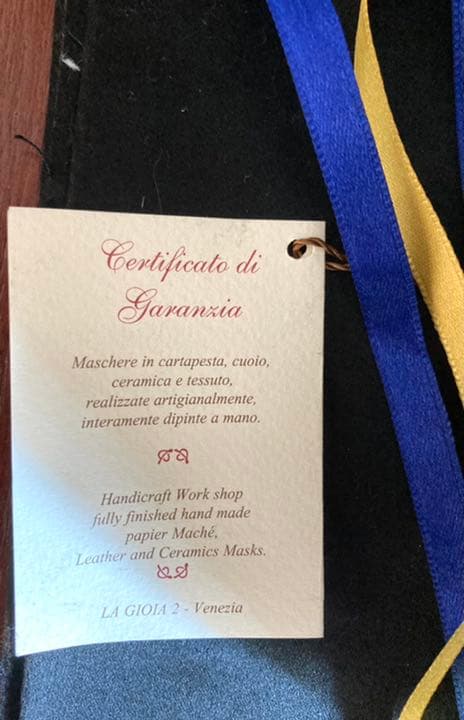 Certificato di
Garanzia
Maschere in cartapesta, cuoio,
ceramica e tessuto,
realizzate artigianalmente,
interamente dipinte a mano.
Handicraft Work shop
fully finished hand made
papier Maché,
Leather and Ceramics Masks.
LA GIOIA 2 - Venezia